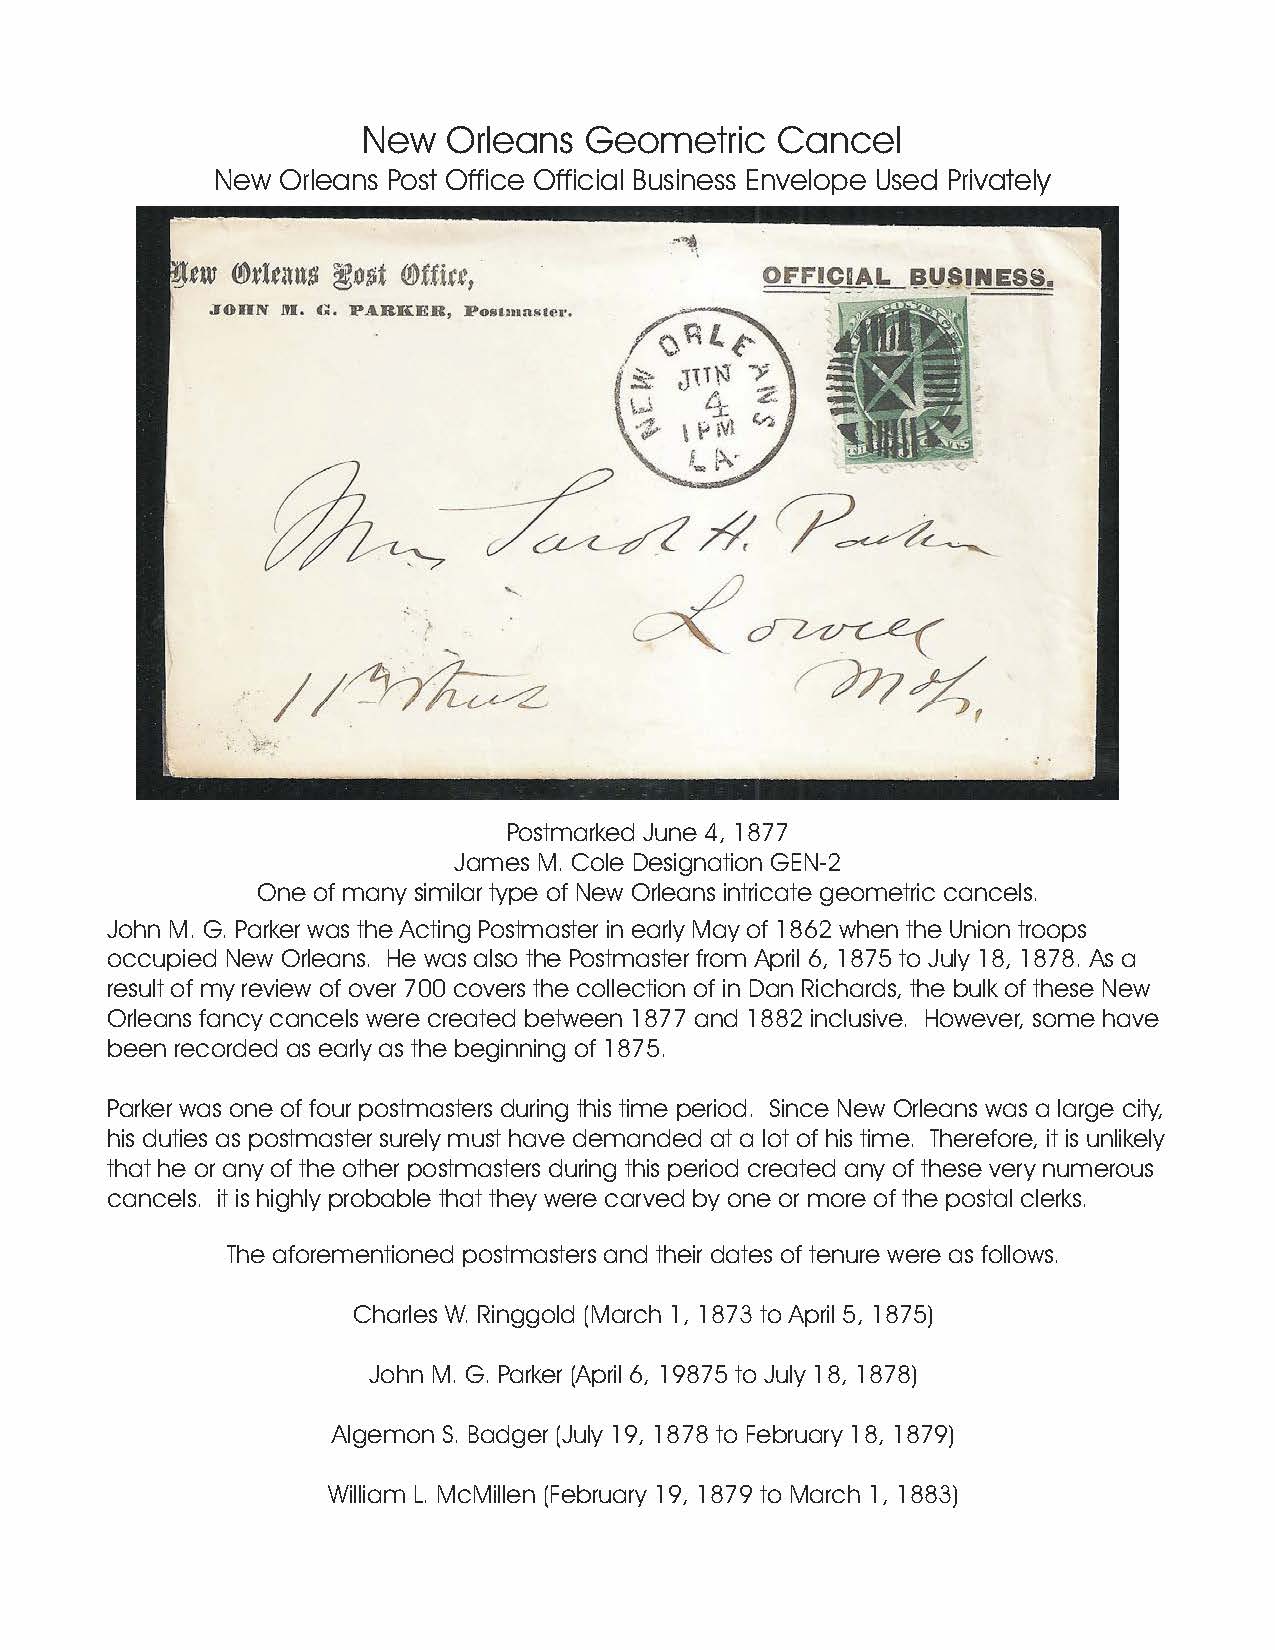 New Orleans Geometric Cancel
New Orleans Post Office Official Business Envelope Used Privately
New Orleans Post Office,
JOHN M. G. PARKER, Postmaster.
OFFICIAL BUSINESS.
NEW ORLEANS
JUN
4
1 PM
LA.
POSTAGE
CENTS
Mrs Sarah H. Parker
Lowell
11th Street
Mass.
Postmarked June 4, 1877
James M. Cole Designation GEN-2
One of many similar type of New Orleans intricate geometric cancels.
John M. G. Parker was the Acting Postmaster in early May of 1862 when the Union troops
occupied New Orleans. He was also the Postmaster from April 6, 1875 to July 18, 1878. As a
result of my review of over 700 covers the collection of in Dan Richards, the bulk of these New
Orleans fancy cancels were created between 1877 and 1882 inclusive. However, some have
been recorded as early as the beginning of 1875.
Parker was one of four postmasters during this time period. Since New Orleans was a large city,
his duties as postmaster surely must have demanded at a lot of his time. Therefore, it is unlikely
that he or any of the other postmasters during this period created any of these very numerous
cancels. it is highly probable that they were carved by one or more of the postal clerks.
The aforementioned postmasters and their dates of tenure were as follows.
Charles W. Ringgold (March 1, 1873 to April 5, 1875)
John M. G. Parker (April 6, 19875 to July 18, 1878)
Algemon S. Badger (July 19, 1878 to February 18, 1879)
William L. McMillen (February 19, 1879 to March 1, 1883)